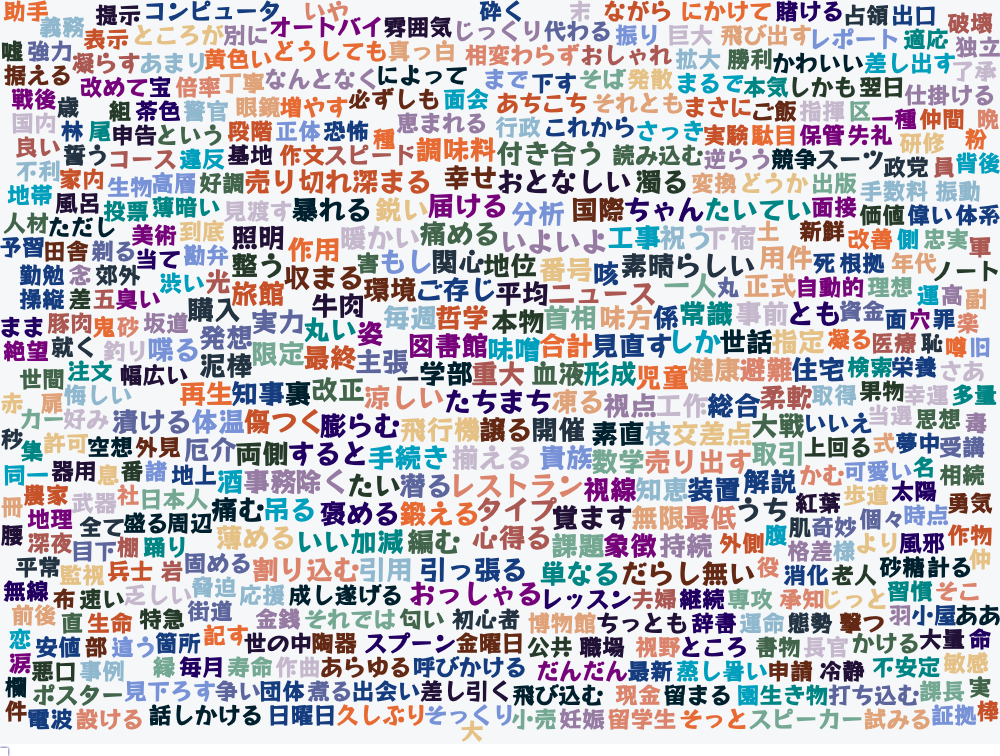 助手 提示 コンピュータ いや 砕く 末 ながら にかけて 賭ける 占領 出口 破壊
義務 表示 ところが 別に オートバイ 雰囲気 じっくり 代わる 振り 巨大 飛び出す レポート 適応 独立
嘘 強力 凝らす あまり 黄色い どうしても 真っ白 相変わらず おしゃれ 拡大 勝利 かわいい 差し出す 了承
据える 改めて 宝 倍率 丁寧 なんとなく によって まで 下す そば 発散 まるで 本気 しかも 翌日 仕掛ける
戦後 歳 組 茶色 警官 眼鏡 増やす 必ずしも 面会 あちこち それとも まさに ご飯 指揮 区 一種 仲間 晩
国内 林 尾 申告 という 段階 正体 恐怖 種 恵まれる 行政 これから さっき 実験 駄目 保管 失礼 研修 粉
良い 誓う コース 違反 基地 作文 スピード 調味料 付き合う 読み込む 逆らう 競争 スーツ 政党 員 背後
不利 家内 生物 高層 好調 売り切れ 深まる 幸せ おとなしい 濁る 変換 どうか 出版 手数料 振動
地帯 風呂 投票 薄暗い 見渡す 暴れる 鋭い 届ける 分析 国際 ちゃん たいてい 面接 価値 偉い 体系
人材 ただし 美術 到底 照明 作用 暖かい 痛める いよいよ 工事 祝う 下宿 土 新鮮 改善 側 忠実 軍
予習 田舎 剃る 当て 勘弁 整う 収まる 害 もし 関心 地位 番号 咳 素晴らしい 用件 死 根拠 年代 ノート
勤勉 念 郊外 渋い 光 旅館 環境 ご存じ 平均 ニュース 一人 丸 正式 自動的 理想 運 高 副
操縦 差 五 臭い 購入 牛肉 毎週 哲学 本物 首相 味方 係 常識 事前 とも 資金 面 穴 罪 楽
まま 豚肉 鬼 砂 坂道 発想 実力 丸い 姿 図書館 味噌 合計 見直す しか 世話 指定 凝る 医療 恥 噂 旧
絶望 就く 釣り 喋る 泥棒 限定 最終 主張 学部 重大 血液 形成 児童 健康 避難 住宅 検索 栄養 さあ
世間 注文 幅広い 再生 知事 裏 改正 涼しい たちまち 凍る 視点 工作 総合 柔軟 取得 果物 幸運 多量
赤 扉 悔しい 漬ける 体温 傷つく 膨らむ 飛行機 譲る 開催 素直 枝 交差点 大戦 いいえ 当選 思想 毒
カー 好み 秒 集 許可 空想 外見 厄介 両側 すると 手続き 揃える 貴族 数学 売り出す 取引 上回る 式 夢中 受講
同一 器用 息 番 諸 地上 酒 事務 除く たい 潜る レストラン 視線 知恵 装置 解説 かむ 可愛い 名 相続
冊 農家 武器 社 日本人 痛む 吊る 褒める 鍛える タイプ 覚ます 無限 最低 うち 紅葉 歩道 太陽 勇気
腰 地理 全て 盛る 周辺 薄める いい加減 編む 心得る 課題 象徴 持続 外側 腹 肌 奇妙 個々 時点 作物
深夜 目下 棚 踊り 固める 割り込む 引用 引っ張る 単なる だらし無い 役 格差 様 より 風邪 仲
平常 監視 兵士 岩 脅迫 応援 成し遂げる おっしゃる レッスン 夫婦 継続 専攻 消化 老人 砂糖 計る
無線 布 速い 乏しい 街道 金銭 それでは 匂い 初心者 博物館 ちっとも 辞書 運命 承知 じっと 習慣 そこ
前後 直 生命 特急 記す 世の中 陶器 スプーン 金曜日 公共 職場 視野 ところ 態勢 撃つ 羽 小屋 ああ
恋 安値 部 違う 箇所 縁 毎月 寿命 作曲 あらゆる 呼びかける だんだん 最新 書物 長官 かける 大量 命
涙 悪口 事例 見下ろす 争い 団体 煮る 出会い 差し引く 飛び込む 現金 留まる 蒸し暑い 申請 冷静 不安定 敏感
欄 ポスター 話しかける 日曜日 久しぶり そっくり 小売 妊娠 留学生 そっと 園 生き物 打ち込む 課長 実
件 電波 設ける 大 スピーカー 試みる 証拠 棒